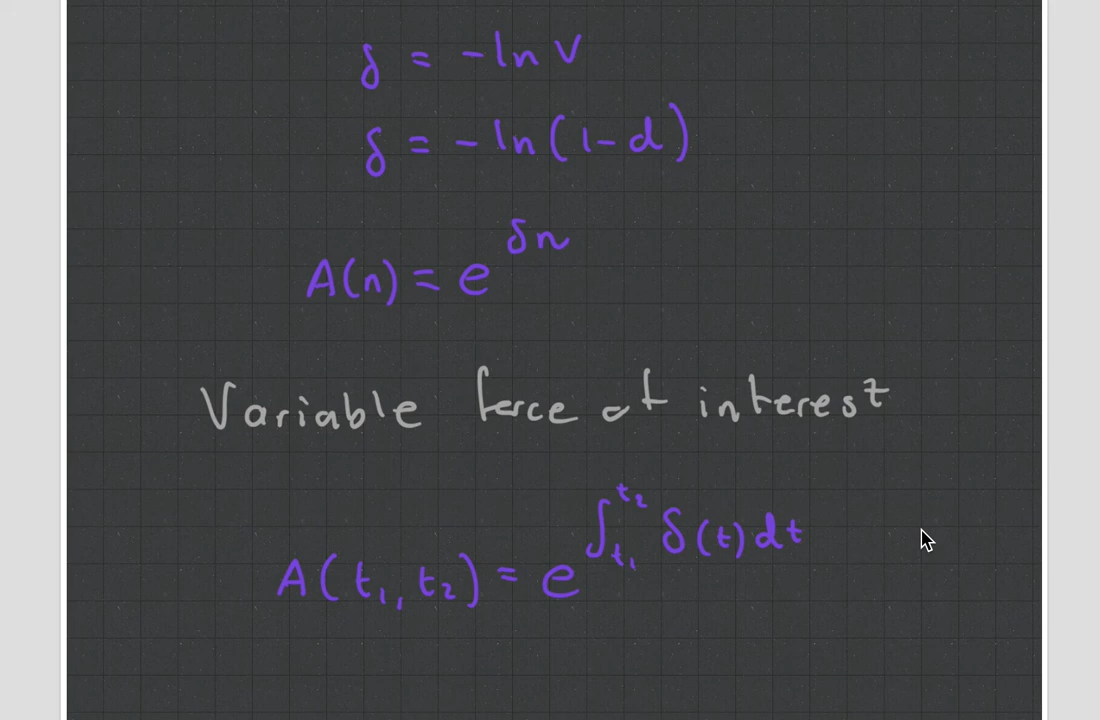 δ = -ln v
δ = -ln(1-d)
A(n) = e^{δn}
Variable force of interest
A(t₁, t₂) = e^{∫_{t₁}^{t₂} δ(t)dt}